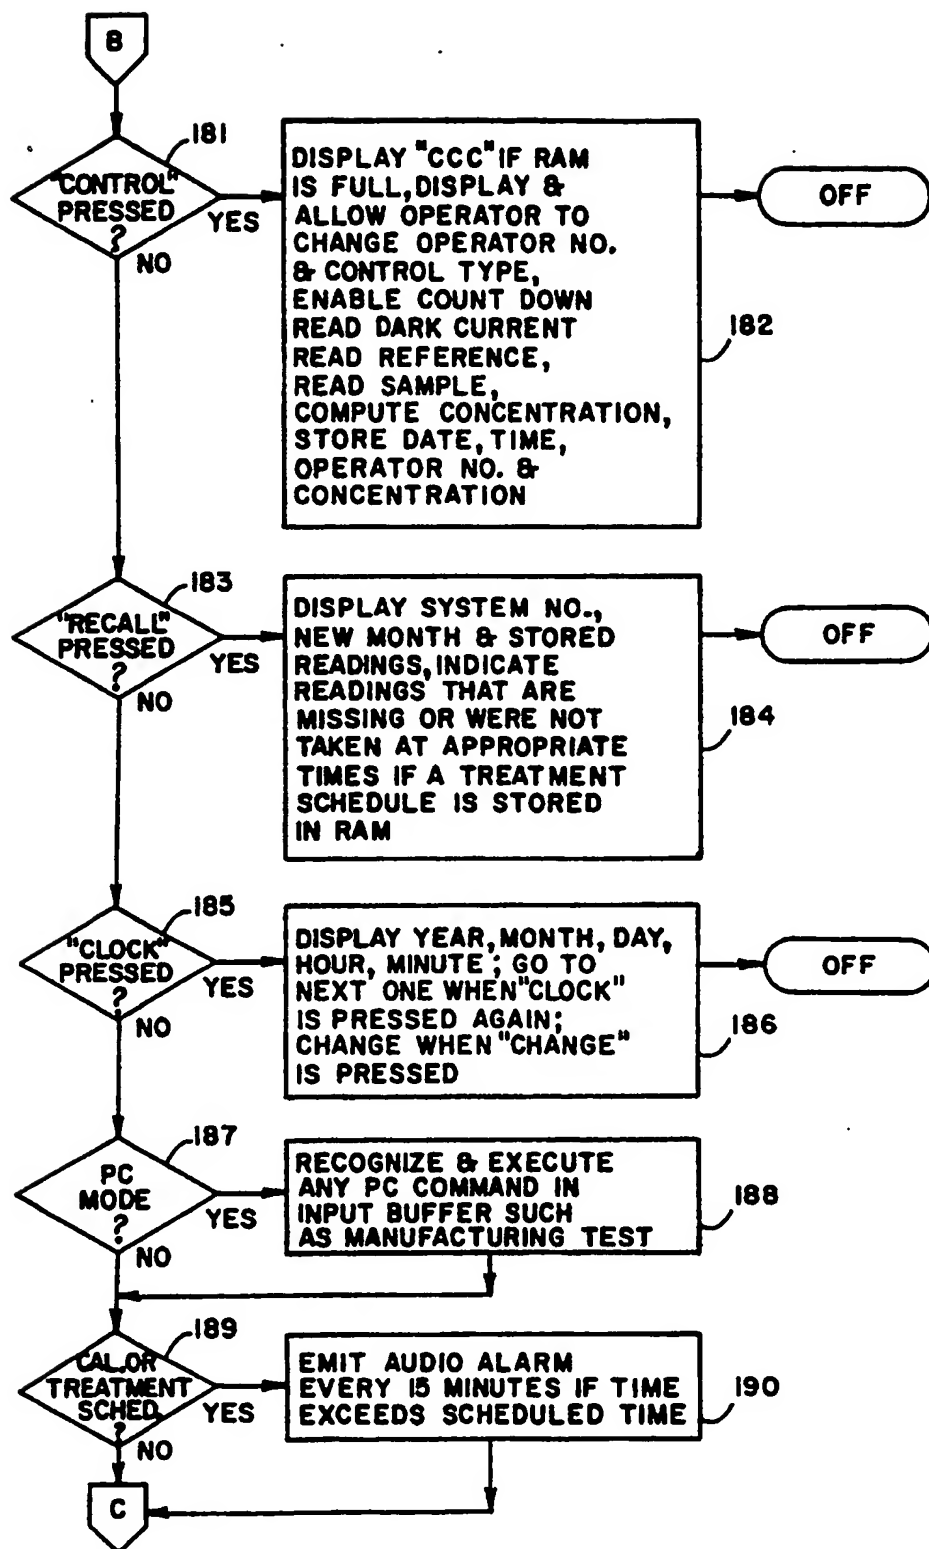 B
181
"CONTROL"
PRESSED
?
YES
NO
DISPLAY "CCC" IF RAM
IS FULL, DISPLAY &
ALLOW OPERATOR TO
CHANGE OPERATOR NO.
& CONTROL TYPE,
ENABLE COUNT DOWN
READ DARK CURRENT
READ REFERENCE,
READ SAMPLE,
COMPUTE CONCENTRATION,
STORE DATE, TIME,
OPERATOR NO. &
CONCENTRATION
182
OFF
183
"RECALL"
PRESSED
?
YES
NO
DISPLAY SYSTEM NO.,
NEW MONTH & STORED
READINGS, INDICATE
READINGS THAT ARE
MISSING OR WERE NOT
TAKEN AT APPROPRIATE
TIMES IF A TREATMENT
SCHEDULE IS STORED
IN RAM
184
OFF
185
"CLOCK"
PRESSED
?
YES
NO
DISPLAY YEAR, MONTH, DAY,
HOUR, MINUTE; GO TO
NEXT ONE WHEN "CLOCK"
IS PRESSED AGAIN;
CHANGE WHEN "CHANGE"
IS PRESSED
186
OFF
187
PC
MODE
?
YES
NO
RECOGNIZE & EXECUTE
ANY PC COMMAND IN
INPUT BUFFER SUCH
AS MANUFACTURING TEST
188
189
CAL. OR
TREATMENT
SCHED.
?
YES
NO
EMIT AUDIO ALARM
EVERY 15 MINUTES IF TIME
EXCEEDS SCHEDULED TIME
190
C